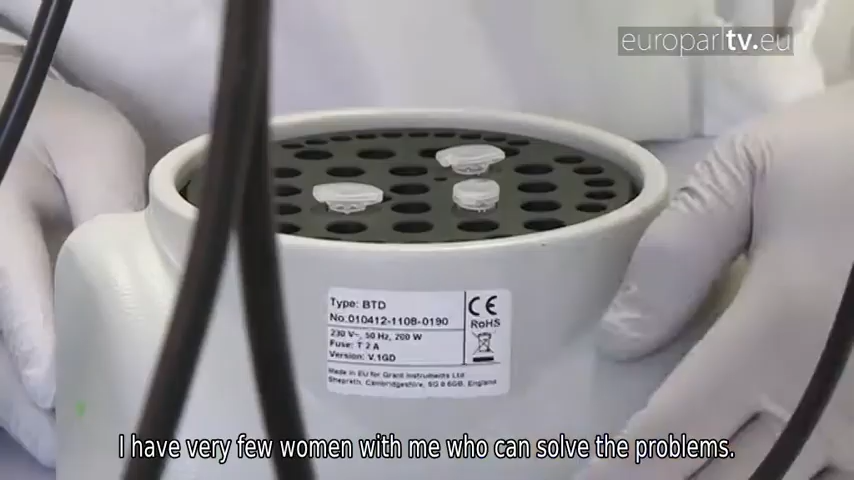 europarltv.eu
Type: BTD
No.010412-1108-0190
230 V~, 50 Hz, 200 W
Fuse: T 2 A
Version: V.1GD
CE
RoHS
Made in EU for Grant Instruments Ltd
Shepreth, Cambridgeshire, SG 8 6GB, England
I have very few women with me who can solve the problems.